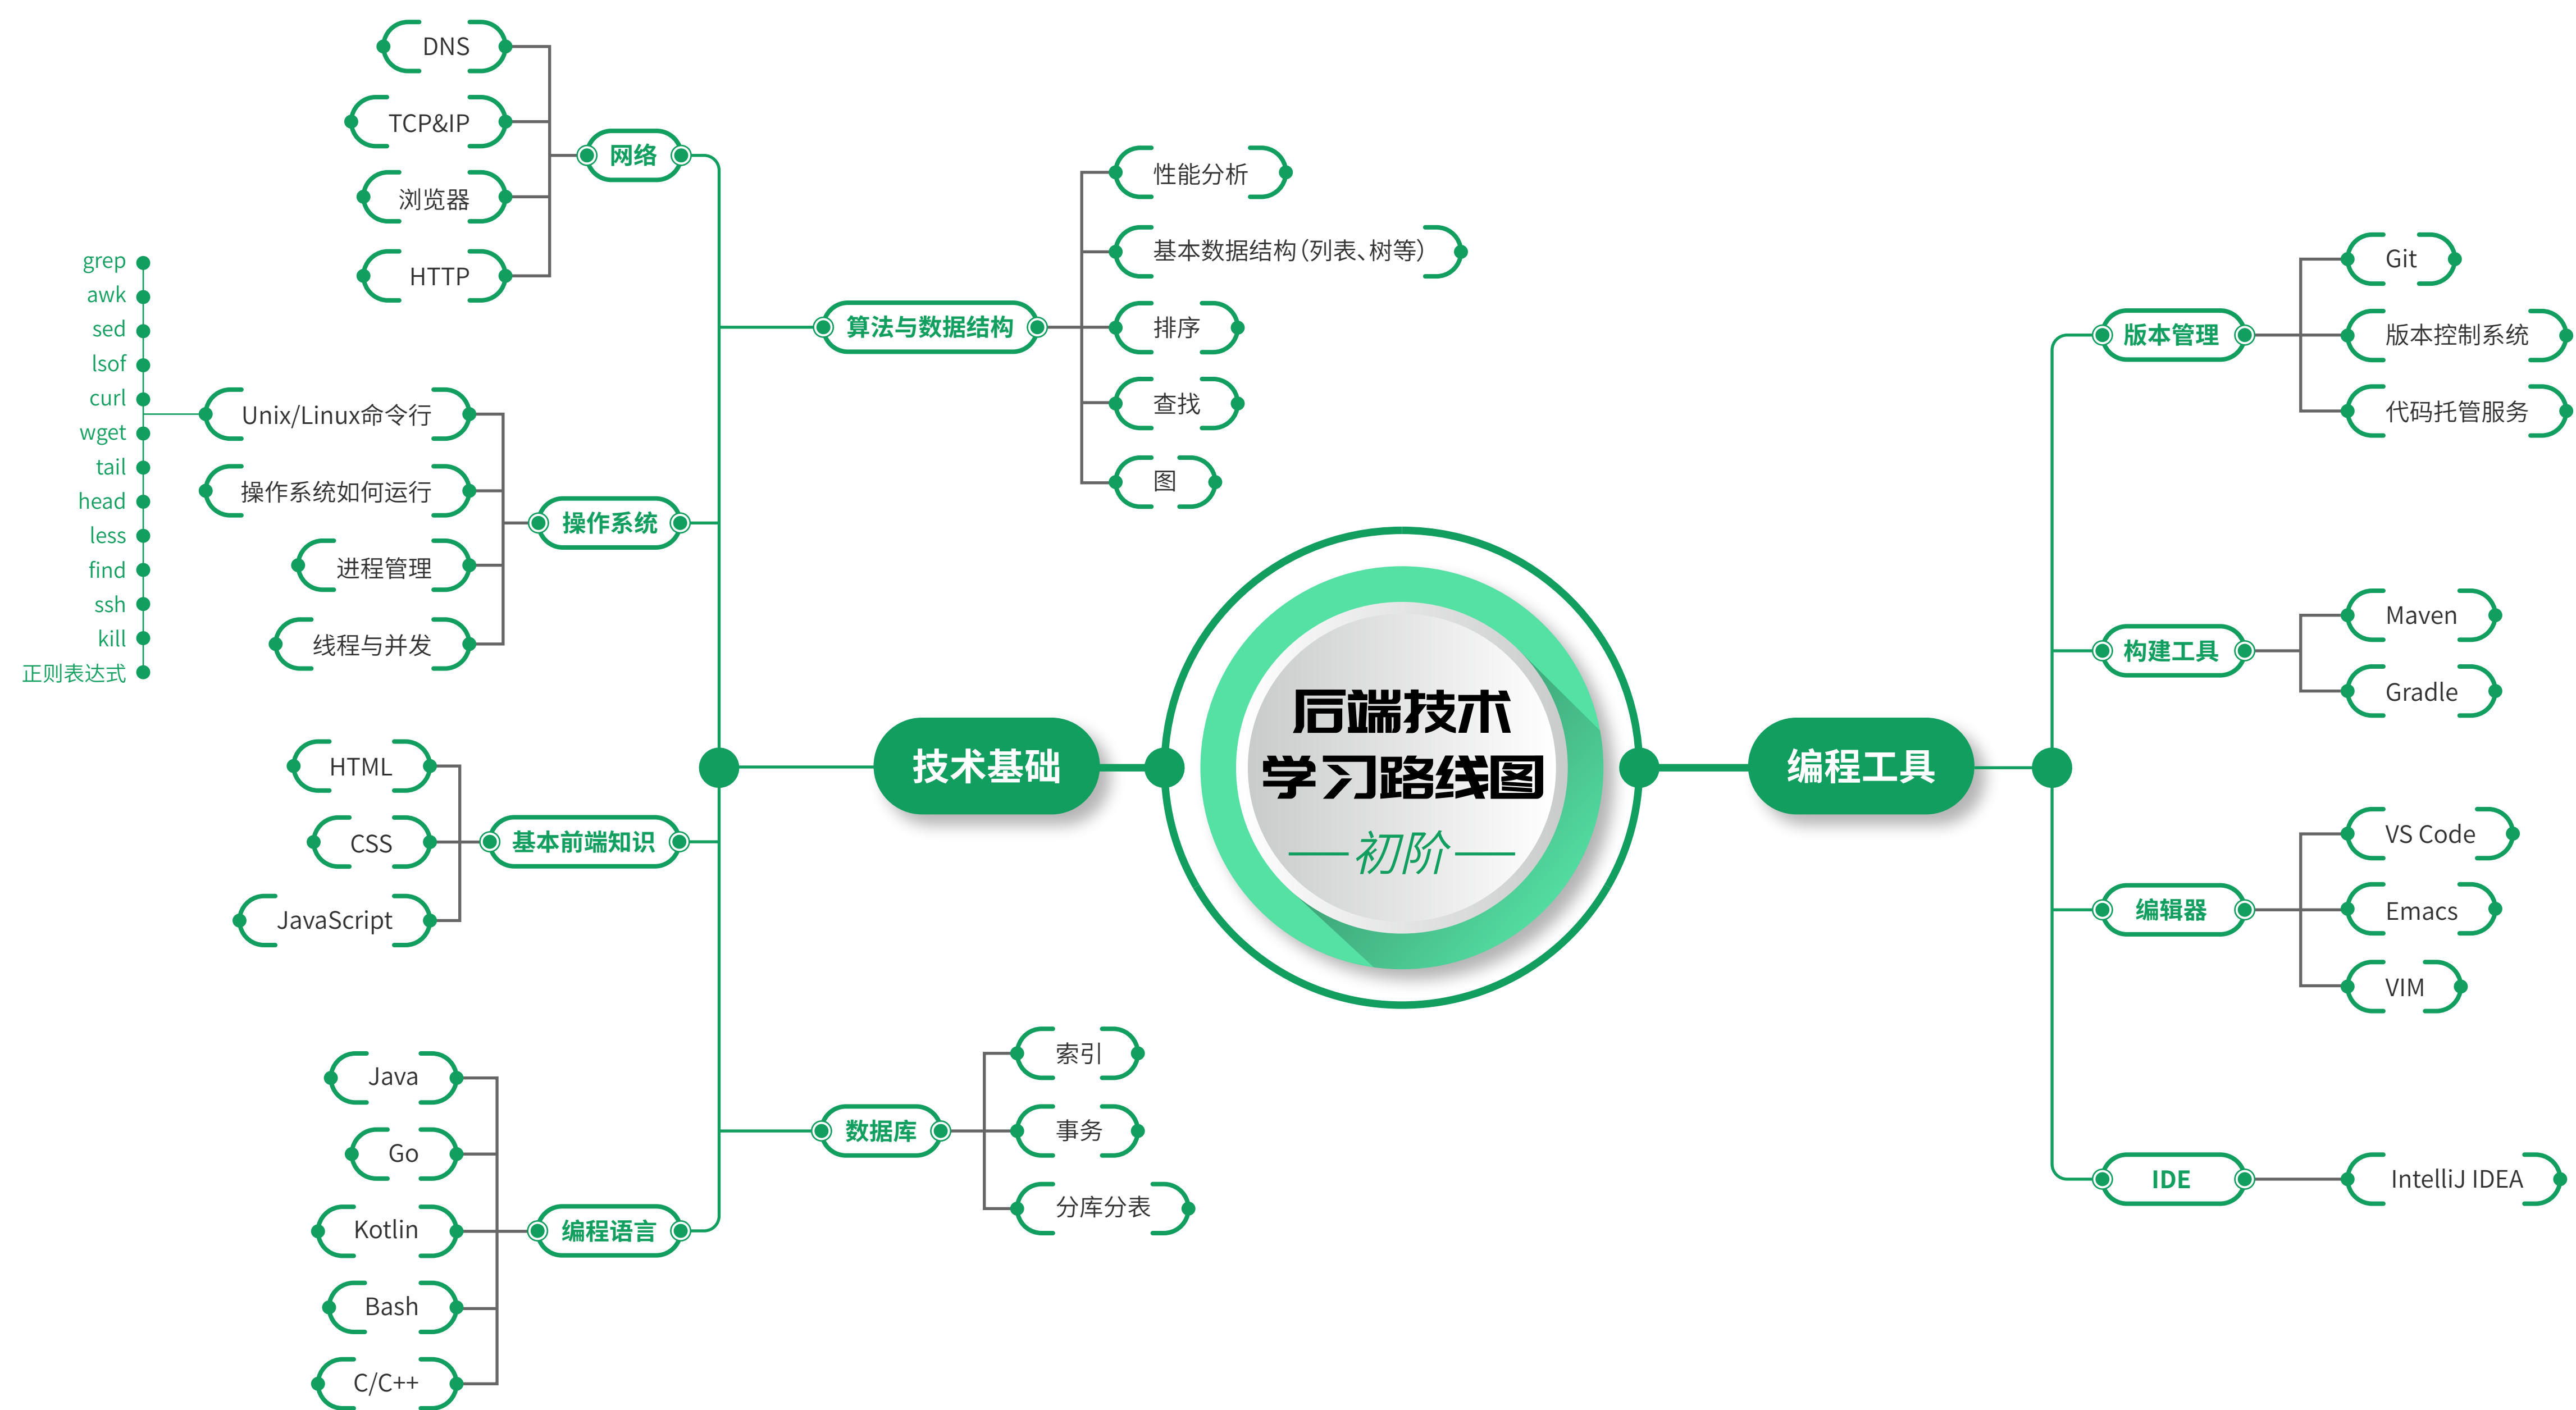 后端技术
学习路线图
初阶
技术基础
网络
DNS
TCP&IP
浏览器
HTTP
算法与数据结构
性能分析
基本数据结构（列表、树等）
排序
查找
图
操作系统
Unix/Linux命令行
grep
awk
sed
lsof
curl
wget
tail
head
less
find
ssh
kill
正则表达式
操作系统如何运行
进程管理
线程与并发
基本前端知识
HTML
CSS
JavaScript
数据库
索引
事务
分库分表
编程语言
Java
Go
Kotlin
Bash
C/C++
编程工具
版本管理
Git
版本控制系统
代码托管服务
构建工具
Maven
Gradle
编辑器
VS Code
Emacs
VIM
IDE
IntelliJ IDEA